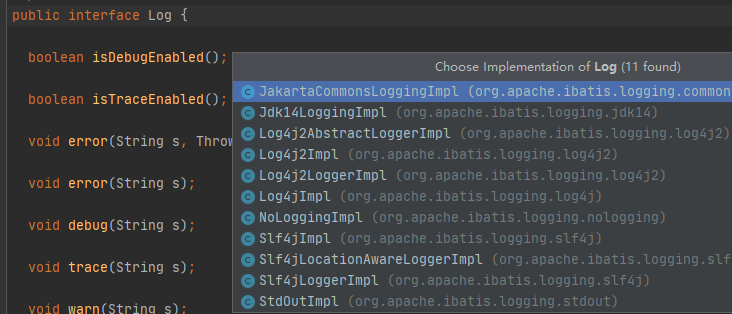 public interface Log {
boolean isDebugEnabled();
Choose Implementation of Log (11 found)
JakartaCommonsLoggingImpl (org.apache.ibatis.logging.common
boolean isTraceEnabled();
Jdk14LoggingImpl (org.apache.ibatis.logging.jdk14)
Log4j2AbstractLoggerImpl (org.apache.ibatis.logging.log4j2)
void error(String s, Throw
Log4j2Impl (org.apache.ibatis.logging.log4j2)
Log4j2LoggerImpl (org.apache.ibatis.logging.log4j2)
void error(String s);
Log4jImpl (org.apache.ibatis.logging.log4j)
NoLoggingImpl (org.apache.ibatis.logging.nologging)
void debug(String s);
Slf4jImpl (org.apache.ibatis.logging.slf4j)
Slf4jLocationAwareLoggerImpl (org.apache.ibatis.logging.slf
void trace(String s);
Slf4jLoggerImpl (org.apache.ibatis.logging.slf4j)
StdOutImpl (org.apache.ibatis.logging.stdout)
void warn(String s);